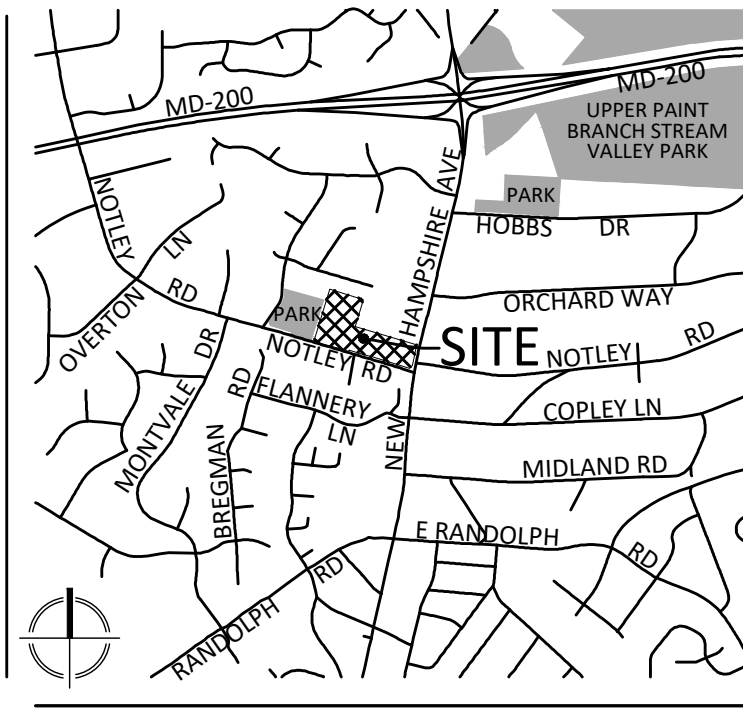 MD-200
MD-200
UPPER PAINT
BRANCH STREAM
VALLEY PARK
NOTLEY
RD
PARK
HOBBS DR
NEW HAMPSHIRE AVE
OVERTON LN
ORCHARD WAY
PARK
SITE
NOTLEY RD
NOTLEY RD
MONTVALE DR
FLANNERY
LN
COPLEY LN
BREGMAN RD
MIDLAND RD
E RANDOLPH RD
RANDOLPH RD